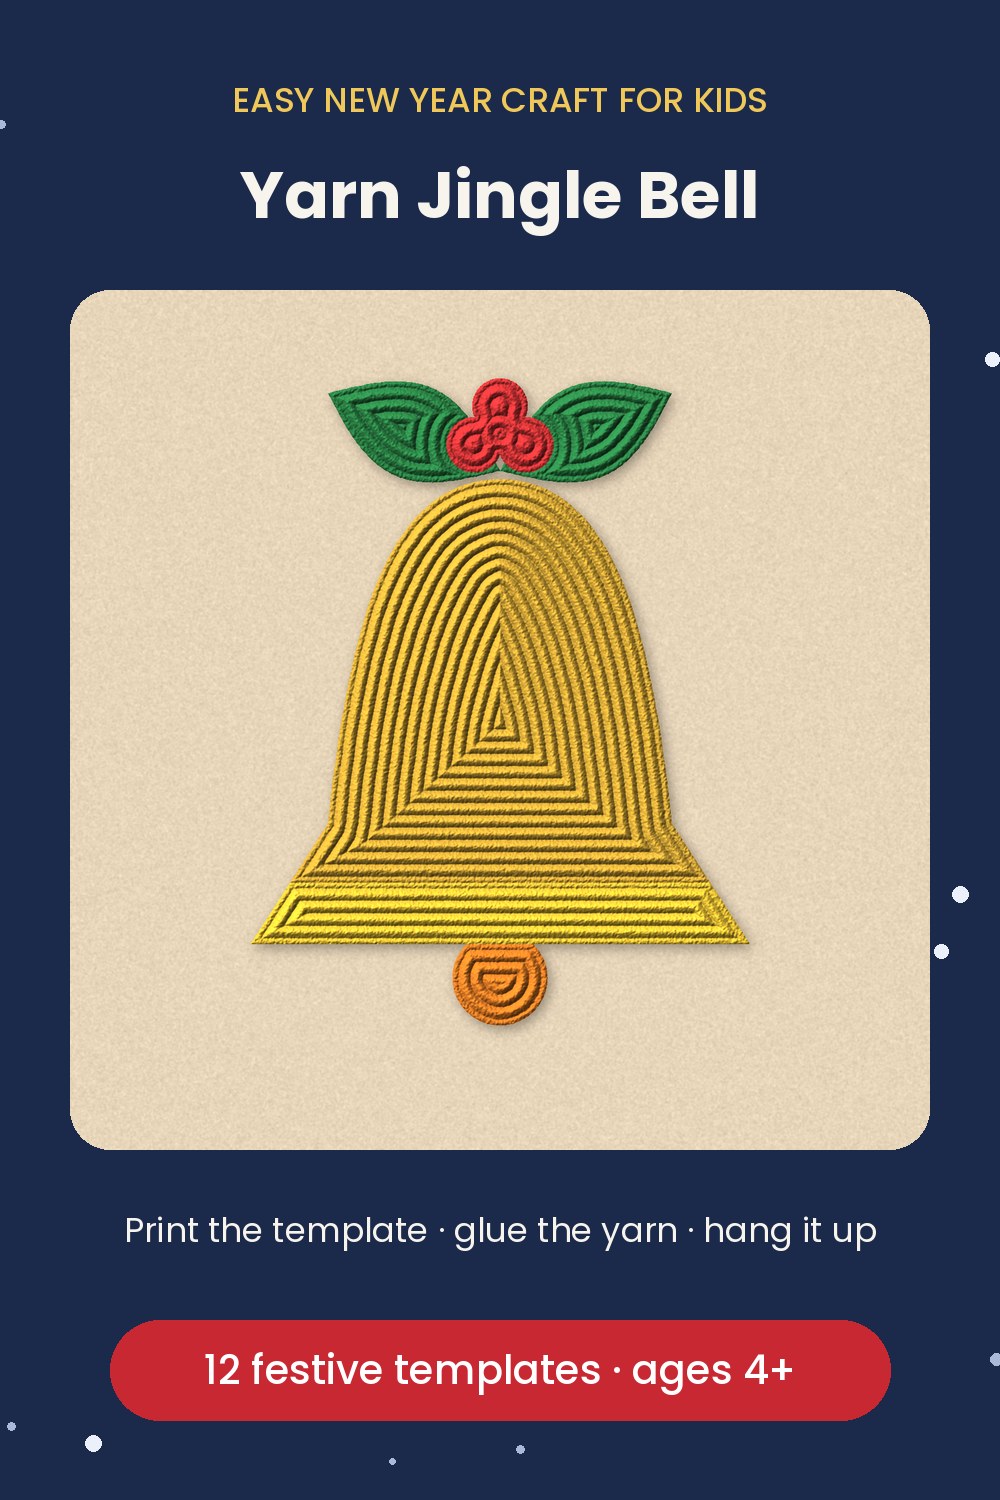 EASY NEW YEAR CRAFT FOR KIDS
Yarn Jingle Bell
Print the template · glue the yarn · hang it up
12 festive templates · ages 4+